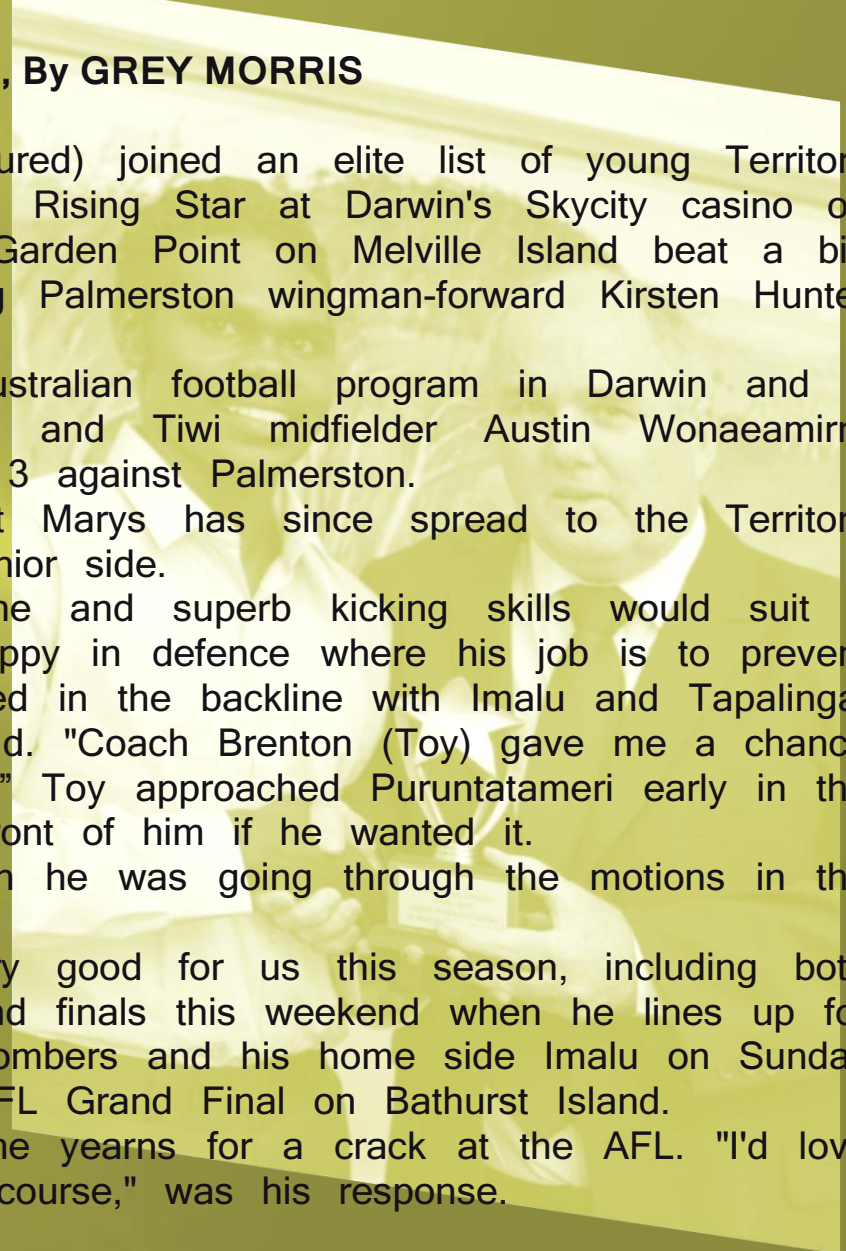 , By GREY MORRIS
ured) joined an elite list of young Territor
Rising Star at Darwin's Skycity casino o
Garden Point on Melville Island beat a bi
g Palmerston wingman-forward Kirsten Hunte
ustralian football program in Darwin and
and Tiwi midfielder Austin Wonaeamirr
3 against Palmerston.
t Marys has since spread to the Territor
nior side.
ne and superb kicking skills would suit
ppy in defence where his job is to preven
ed in the backline with Imalu and Tapalinga
d. "Coach Brenton (Toy) gave me a chanc
” Toy approached Puruntatameri early in th
ront of him if he wanted it.
n he was going through the motions in th
ry good for us this season, including bot
nd finals this weekend when he lines up fo
ombers and his home side Imalu on Sunda
FL Grand Final on Bathurst Island.
he yearns for a crack at the AFL. "I'd lov
course," was his response.